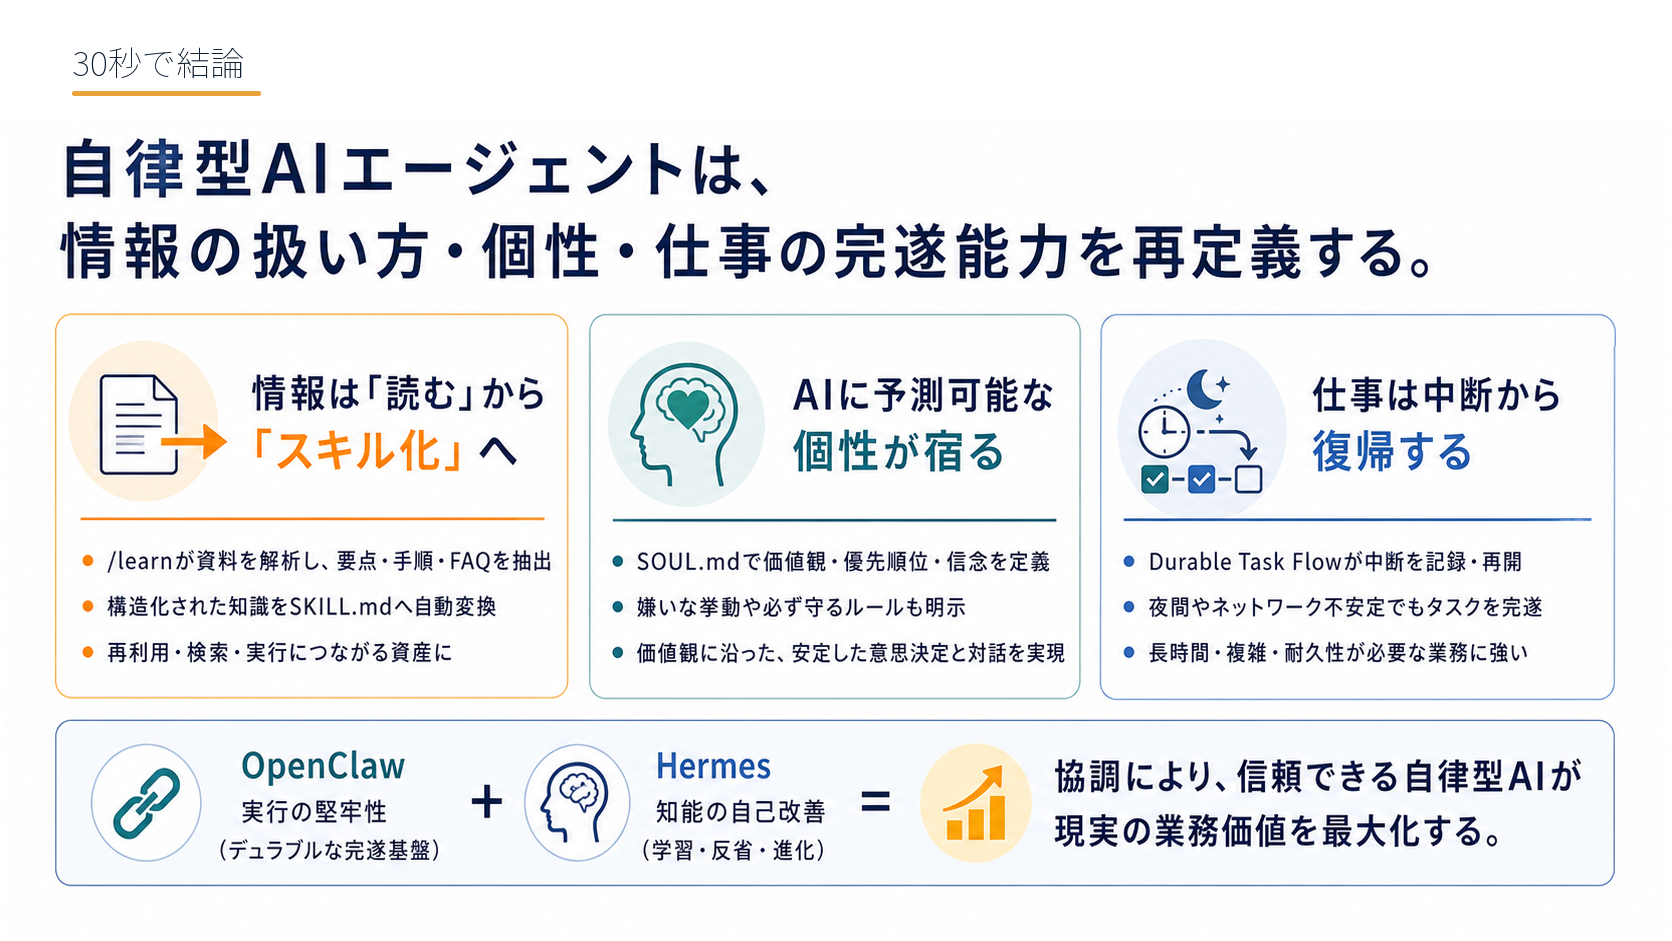 30秒で結論
自律型AIエージェントは、
情報の扱い方・個性・仕事の完遂能力を再定義する。
情報は「読む」から
「スキル化」へ
/learnが資料を解析し、要点・手順・FAQを抽出
構造化された知識をSKILL.mdへ自動変換
再利用・検索・実行につながる資産に
AIに予測可能な
個性が宿る
SOUL.mdで価値観・優先順位・信念を定義
嫌いな挙動や必ず守るルールも明示
価値観に沿った、安定した意思決定と対話を実現
仕事は中断から
復帰する
Durable Task Flowが中断を記録・再開
夜間やネットワーク不安定でもタスクを完遂
長時間・複雑・耐久性が必要な業務に強い
OpenClaw
実行の堅牢性
(デュラブルな完遂基盤)
+
Hermes
知能の自己改善
(学習・反省・進化)
=
協調により、信頼できる自律型AIが
現実の業務価値を最大化する。